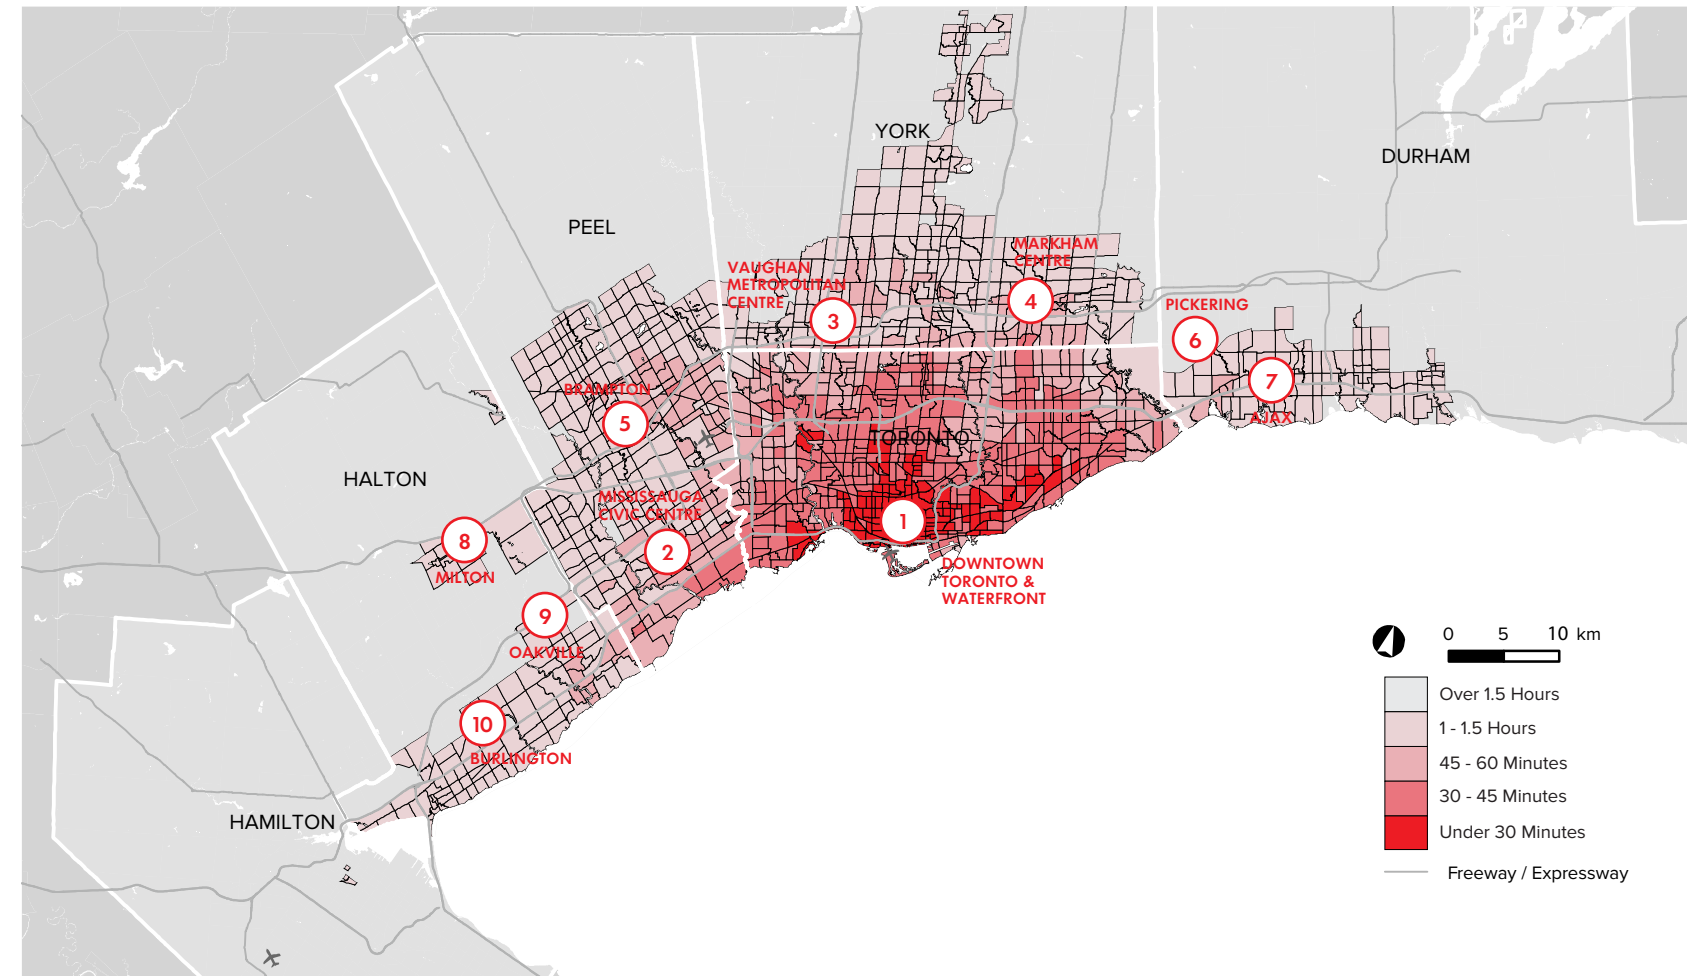 YORK
DURHAM
PEEL
MARKHAM
CENTRE
VAUGHAN
METROPOLITAN
CENTRE
4
PICKERING
3
6
7
BRAMPTON
AJAX
5
TORONTO
HALTON
MISSISSAUGA
CIVIC CENTRE
1
8
2
MILTON
DOWNTOWN
TORONTO &
WATERFRONT
9
OAKVILLE
0 5 10 km
Over 1.5 Hours
10
1 - 1.5 Hours
BURLINGTON
45 - 60 Minutes
30 - 45 Minutes
HAMILTON
Under 30 Minutes
Freeway / Expressway